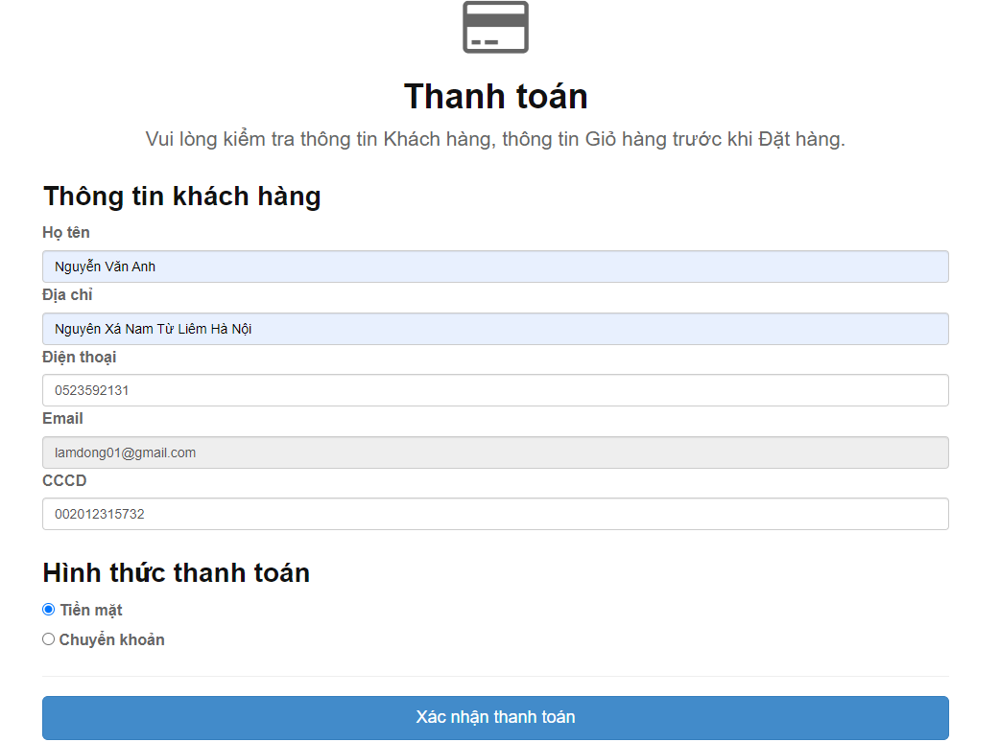 Thanh toán
Vui lòng kiểm tra thông tin Khách hàng, thông tin Giỏ hàng trước khi Đặt hàng.
Thông tin khách hàng
Họ tên
Nguyễn Văn Anh
Địa chỉ
Nguyên Xá Nam Từ Liêm Hà Nội
Điện thoại
0523592131
Email
lamdong01@gmail.com
CCCD
002012315732
Hình thức thanh toán
Tiền mặt
Chuyển khoản
Xác nhận thanh toán